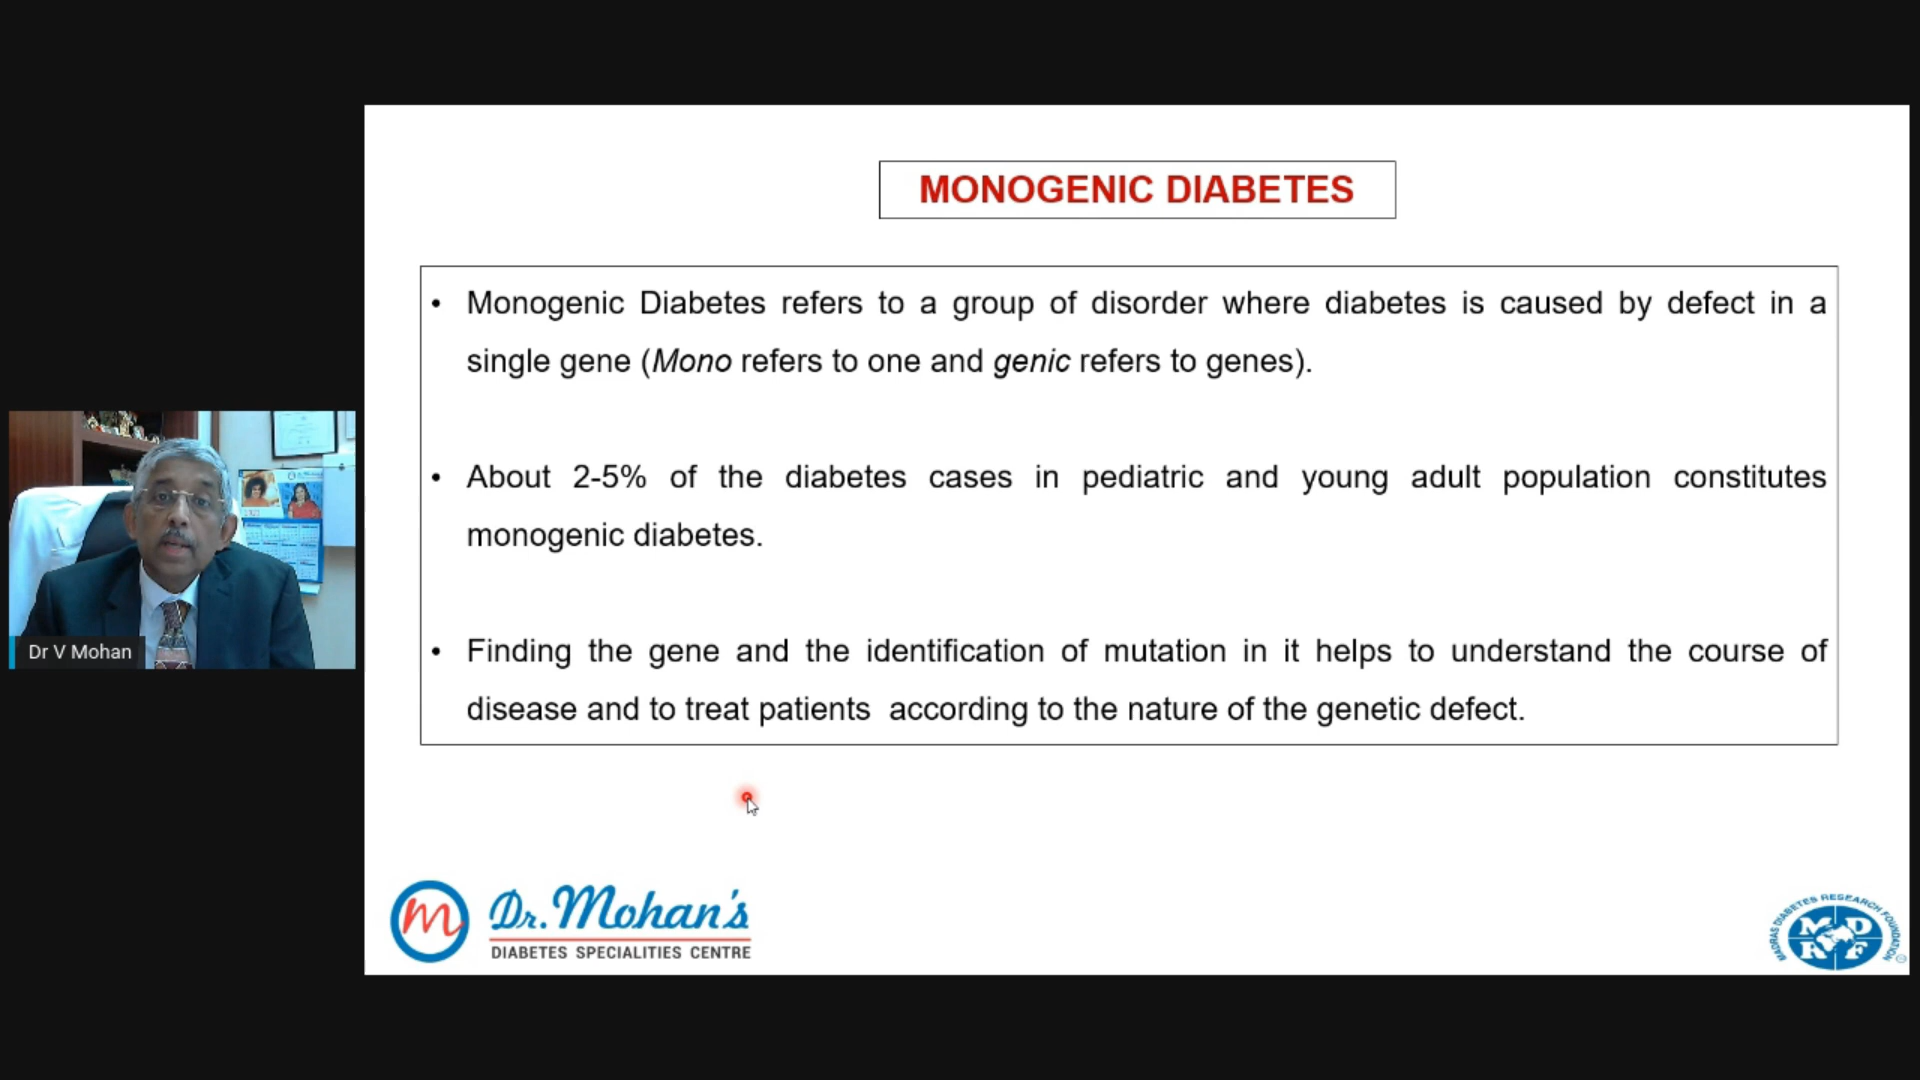 MONOGENIC DIABETES
• Monogenic Diabetes refers to a group of disorder where diabetes is caused by defect in a
single gene (Mono refers to one and genic refers to genes).
• About 2-5% of the diabetes cases in pediatric and young adult population constitutes
monogenic diabetes.
• Finding the gene and the identification of mutation in it helps to understand the course of
disease and to treat patients according to the nature of the genetic defect.
Dr V Mohan
m Dr. Mohan's
DIABETES SPECIALITIES CENTRE
MADRAS DIABETES RESEARCH FOUNDATION
M D
R F